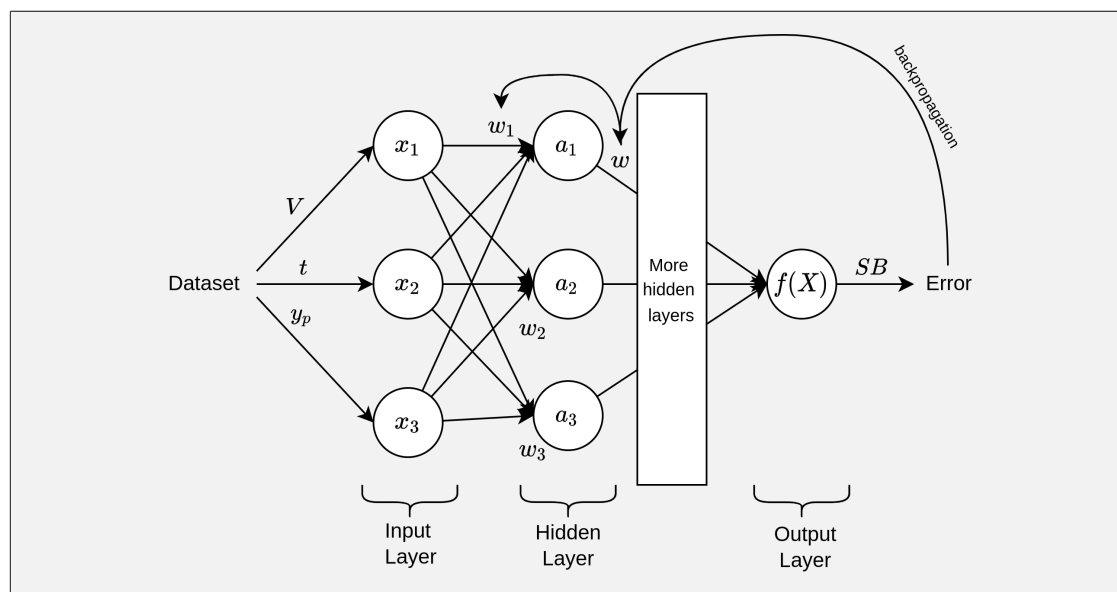 backpropagation
w₁
x₁
a₁
w
V
t
Dataset
x₂
a₂
More
hidden
layers
f(X)
SB
Error
yₚ
w₂
x₃
a₃
w₃
Input
Layer
Hidden
Layer
Output
Layer